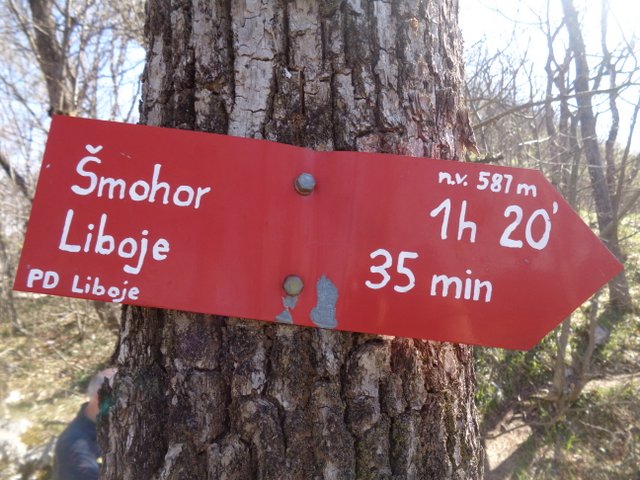 n.v. 587 m
Šmohor 1h 20'
Liboje 35 min
PD Liboje